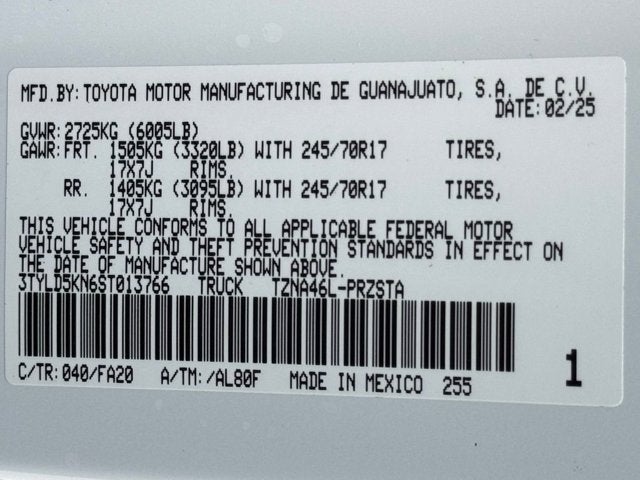 MFD.BY: TOYOTA MOTOR MANUFACTURING DE GUANAJUATO, S.A. DE C.V.
DATE: 02/25
GVWR: 2725KG (6005LB)
GAWR: FRT. 1505KG (3320LB) WITH 245/70R17 TIRES,
17X7J RIMS.
RR. 1405KG (3095LB) WITH 245/70R17 TIRES,
17X7J RIMS.
THIS VEHICLE CONFORMS TO ALL APPLICABLE FEDERAL MOTOR
VEHICLE SAFETY AND THEFT PREVENTION STANDARDS IN EFFECT ON
THE DATE OF MANUFACTURE SHOWN ABOVE.
3TYLD5KN6ST013766 TRUCK TZNA46L-PRZSTA
C/TR: 040/FA20 A/TM: /AL80F MADE IN MEXICO 255 1